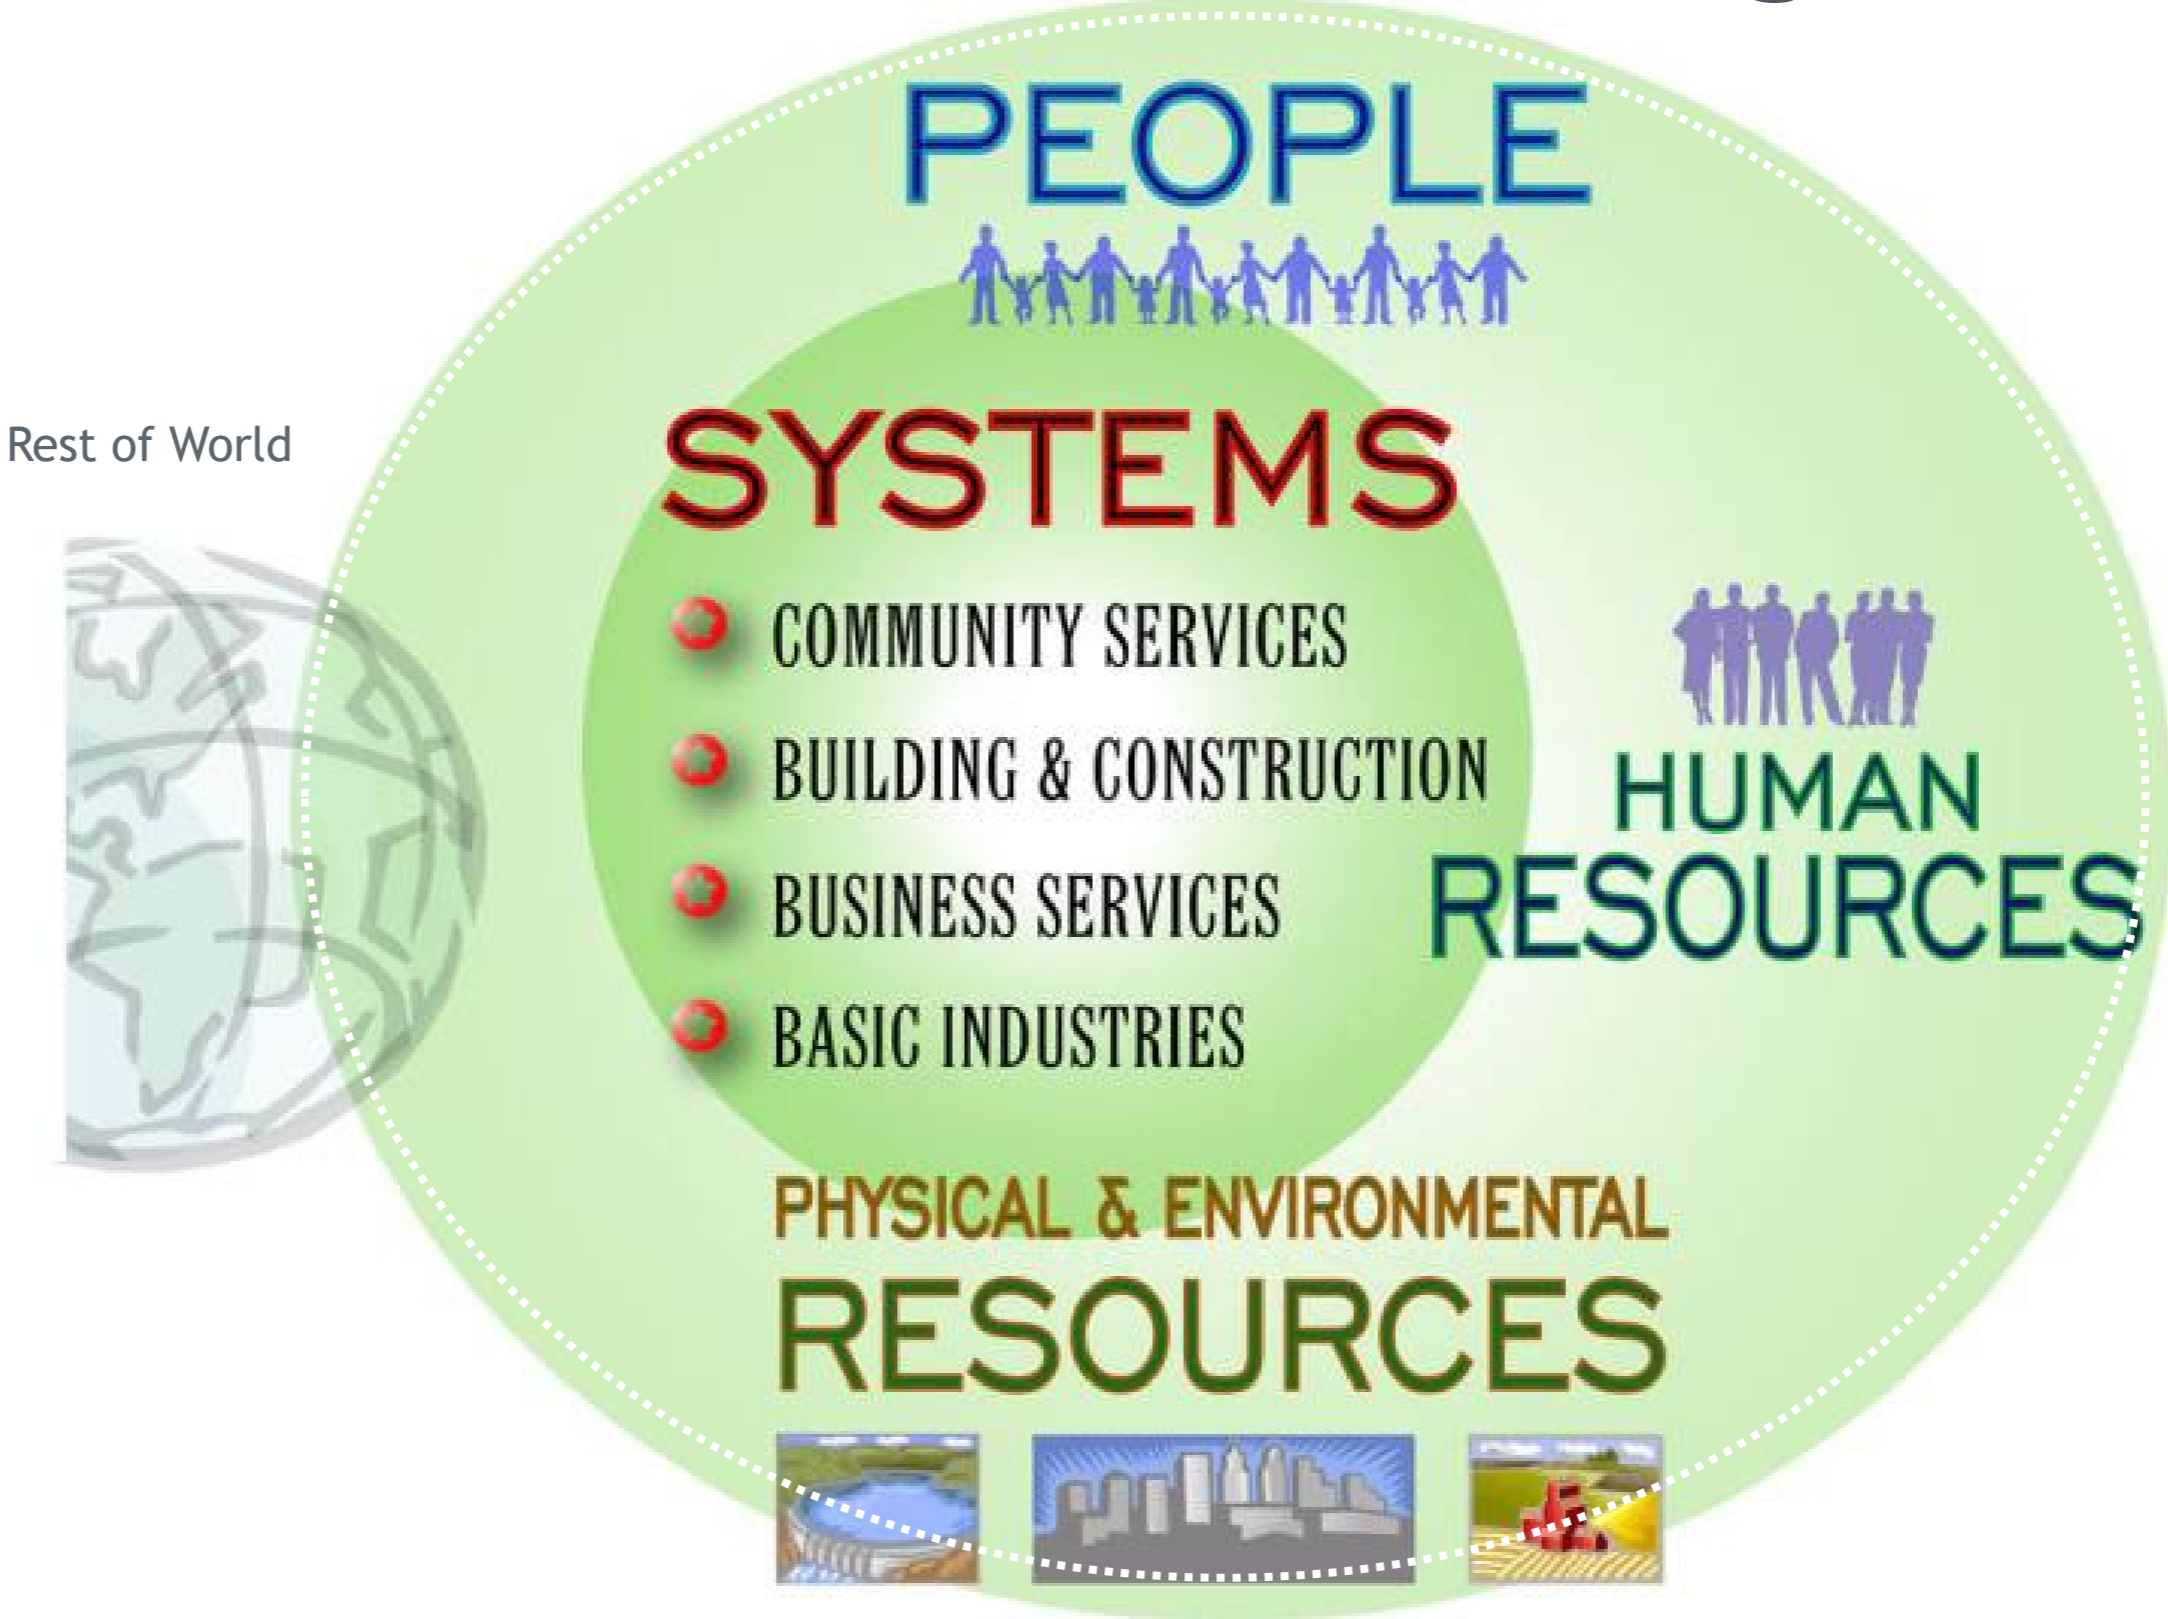 PEOPLE
Rest of World
SYSTEMS
COMMUNITY SERVICES
BUILDING & CONSTRUCTION
BUSINESS SERVICES
BASIC INDUSTRIES
HUMAN
RESOURCES
PHYSICAL & ENVIRONMENTAL
RESOURCES